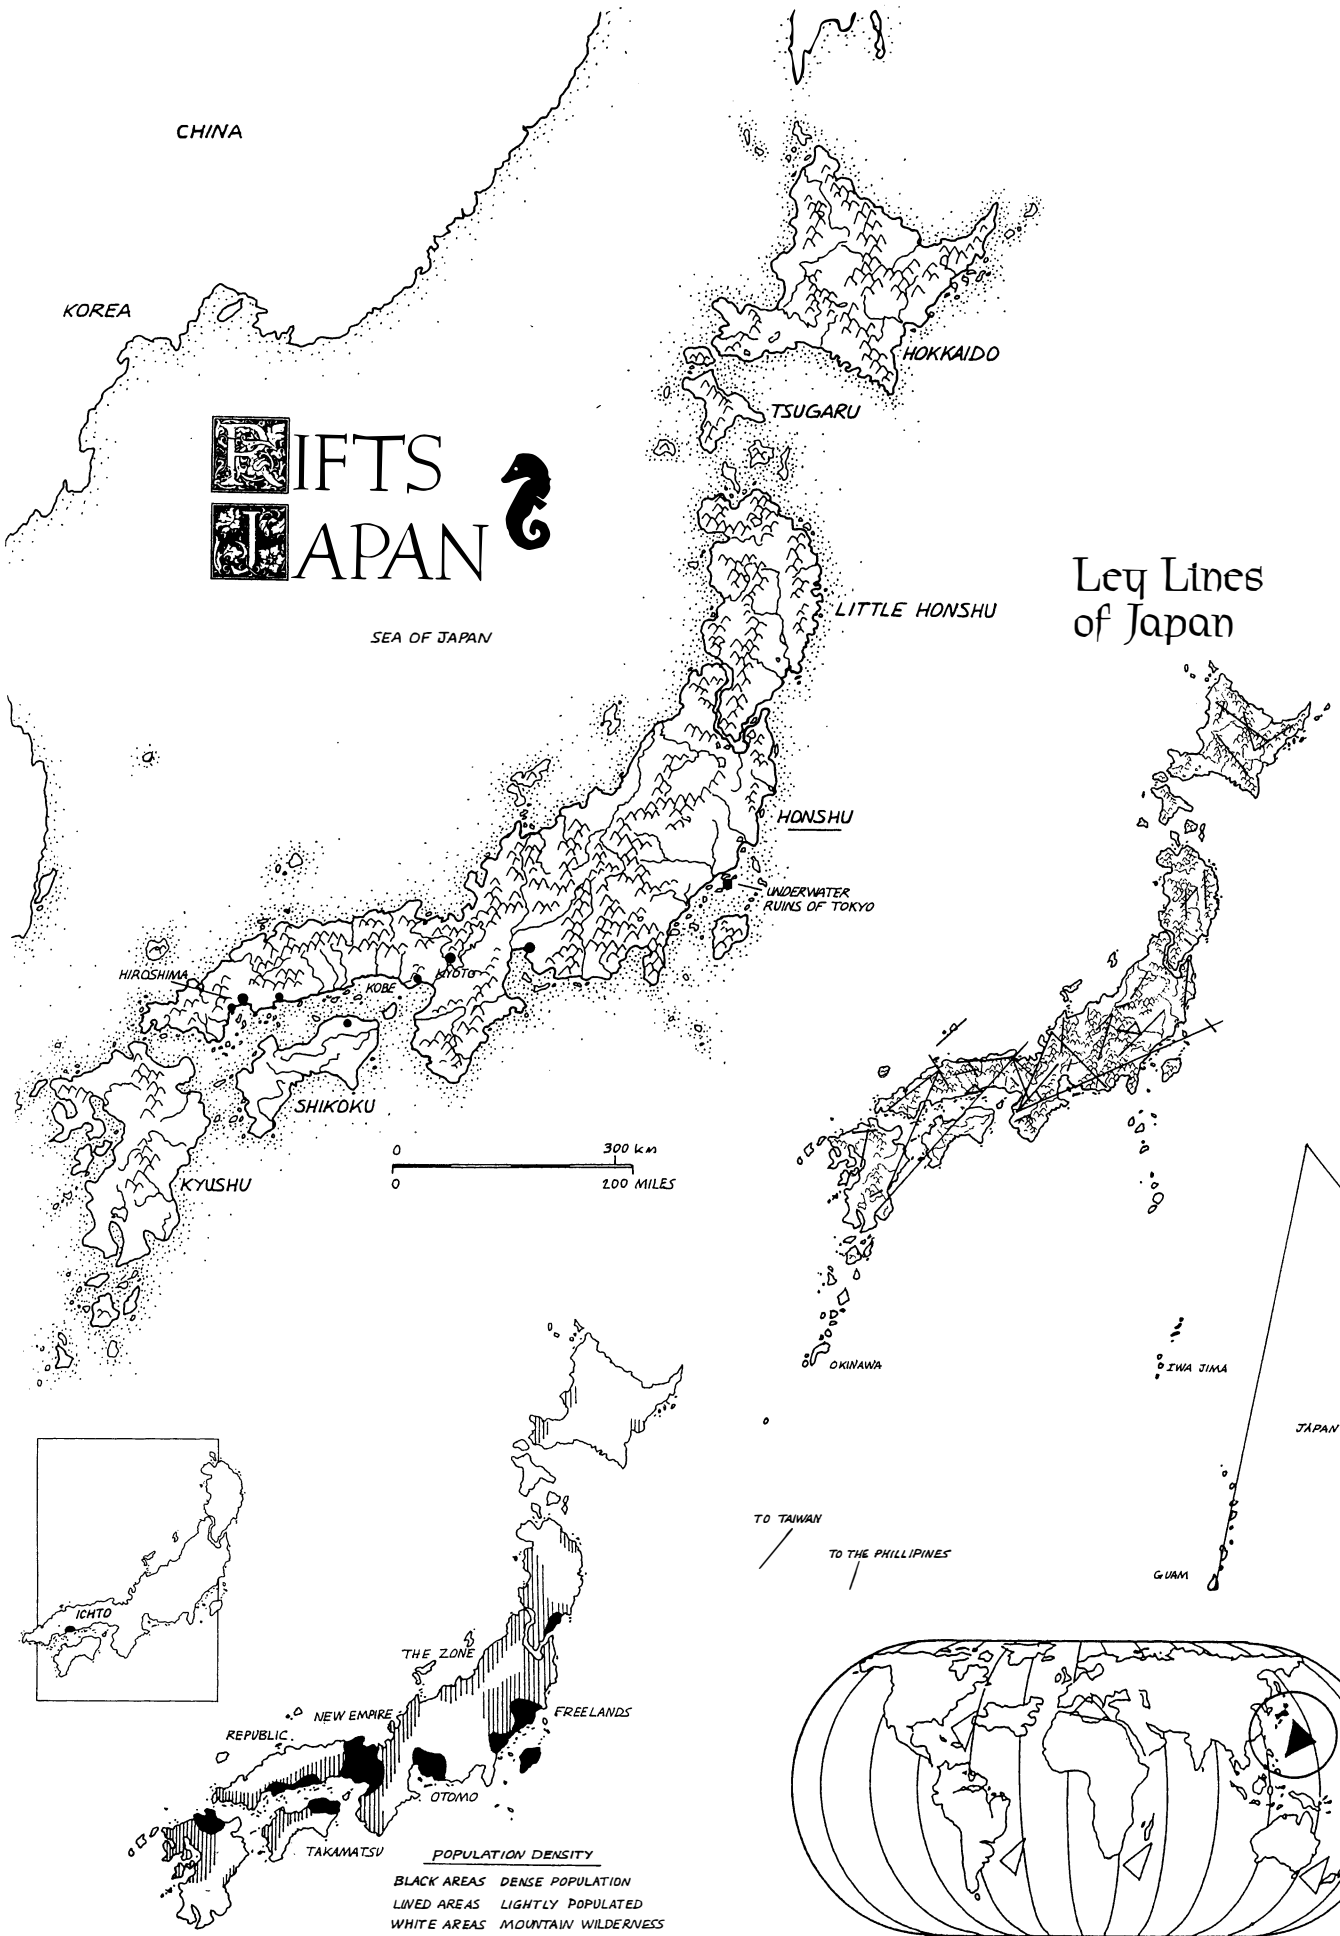 CHINA
KOREA
HOKKAIDO
TSUGARU
RIFTS
JAPAN
LITTLE HONSHU
SEA OF JAPAN
HONSHU
UNDERWATER
RUINS OF TOKYO
HIROSHIMA
KYOTO
KOBE
SHIKOKU
KYUSHU
0
300 KM
0
200 MILES
Ley Lines
of Japan
OKINAWA
IWA JIMA
JAPAN
TO TAIWAN
TO THE PHILLIPINES
GUAM
ICHTO
THE ZONE
NEW EMPIRE
REPUBLIC
FREELANDS
OTOMO
TAKAMATSU
POPULATION DENSITY
BLACK AREAS DENSE POPULATION
LINED AREAS LIGHTLY POPULATED
WHITE AREAS MOUNTAIN WILDERNESS